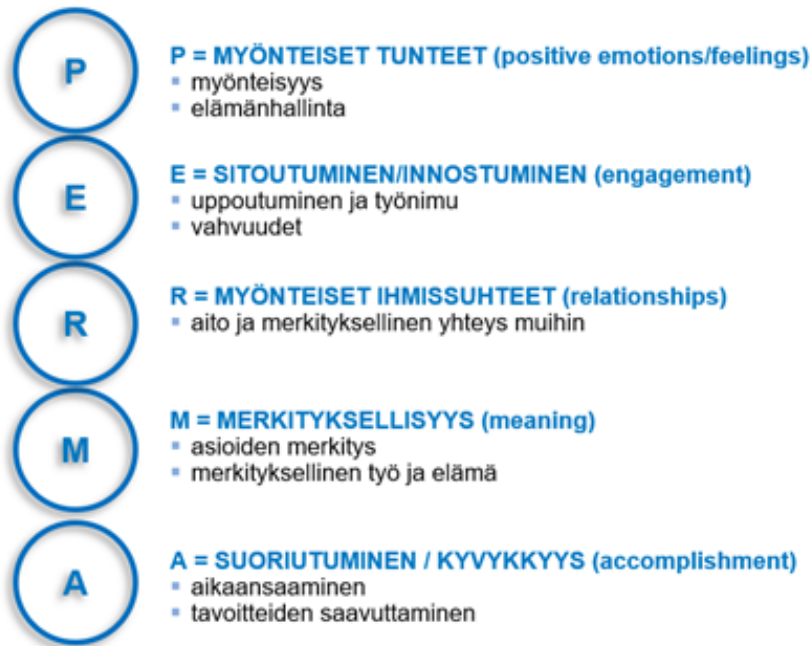 P
P = MYÖNTEISET TUNTEET (positive emotions/feelings)
▪ myönteisyys
▪ elämänhallinta
E
E = SITOUTUMINEN/INNOSTUMINEN (engagement)
▪ uppoutuminen ja työnimu
▪ vahvuudet
R
R = MYÖNTEISET IHMISSUHTEET (relationships)
▪ aito ja merkityksellinen yhteys muihin
M
M = MERKITYKSELLISYYS (meaning)
▪ asioiden merkitys
▪ merkityksellinen työ ja elämä
A
A = SUORIUTUMINEN / KYVYKKYYS (accomplishment)
▪ aikaansaaminen
▪ tavoitteiden saavuttaminen